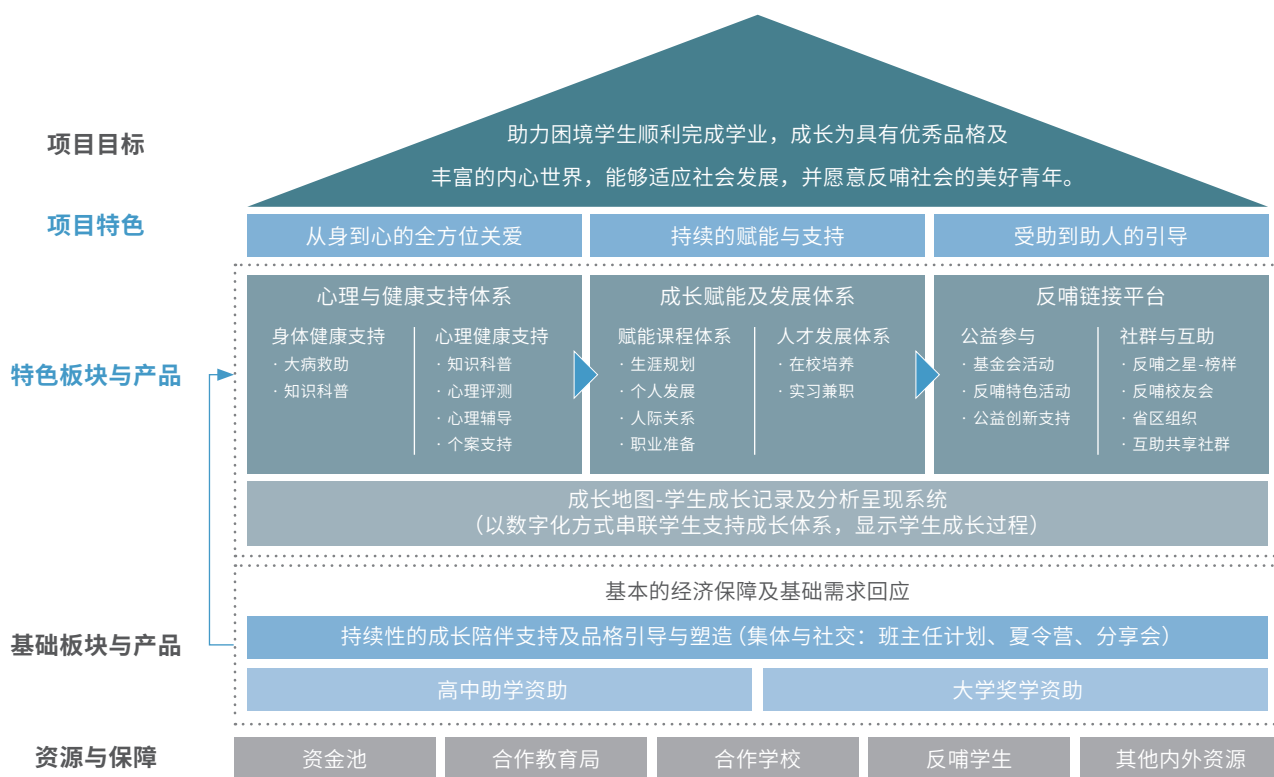 项目目标
助力困境学生顺利完成学业，成长为具有优秀品格及
丰富的内心世界，能够适应社会发展，并愿意反哺社会的美好青年。
项目特色
从身到心的全方位关爱
持续的赋能与支持
受助到助人的引导
特色板块与产品
心理与健康支持体系
身体健康支持
· 大病救助
· 知识科普
心理健康支持
· 知识科普
· 心理评测
· 心理辅导
· 个案支持
成长赋能及发展体系
赋能课程体系
· 生涯规划
· 个人发展
· 人际关系
· 职业准备
人才发展体系
· 在校培养
· 实习兼职
反哺链接平台
公益参与
· 基金会活动
· 反哺特色活动
· 公益创新支持
社群与互助
· 反哺之星-榜样
· 反哺校友会
· 省区组织
· 互助共享社群
成长地图-学生成长记录及分析呈现系统
（以数字化方式串联学生支持成长体系，显示学生成长过程）
基础板块与产品
基本的经济保障及基础需求回应
持续性的成长陪伴支持及品格引导与塑造（集体与社交：班主任计划、夏令营、分享会）
高中助学资助
大学奖学资助
资源与保障
资金池
合作教育局
合作学校
反哺学生
其他内外资源